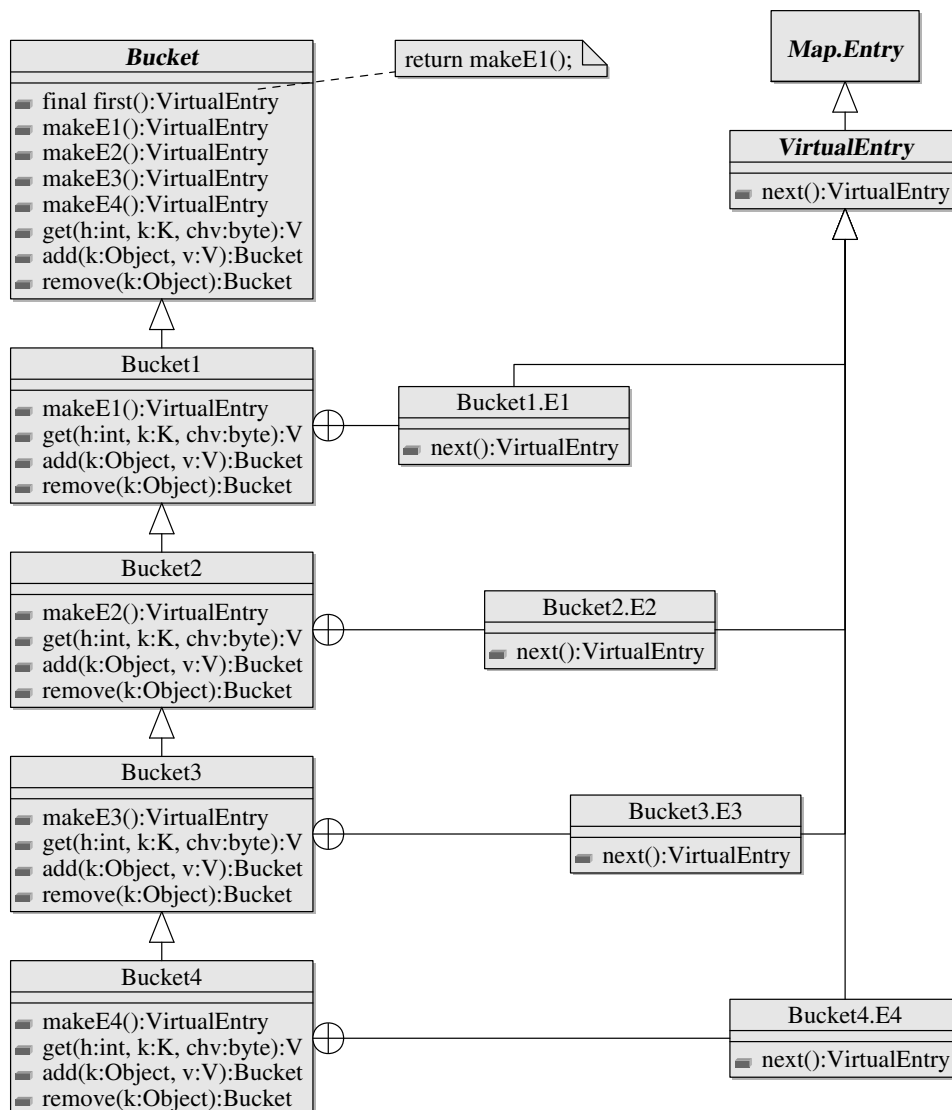 Bucket
final first():VirtualEntry
makeE1():VirtualEntry
makeE2():VirtualEntry
makeE3():VirtualEntry
makeE4():VirtualEntry
get(h:int, k:K, chv:byte):V
add(k:Object, v:V):Bucket
remove(k:Object):Bucket
return makeE1();
Map.Entry
VirtualEntry
next():VirtualEntry
Bucket1
makeE1():VirtualEntry
get(h:int, k:K, chv:byte):V
add(k:Object, v:V):Bucket
remove(k:Object):Bucket
Bucket1.E1
next():VirtualEntry
Bucket2
makeE2():VirtualEntry
get(h:int, k:K, chv:byte):V
add(k:Object, v:V):Bucket
remove(k:Object):Bucket
Bucket2.E2
next():VirtualEntry
Bucket3
makeE3():VirtualEntry
get(h:int, k:K, chv:byte):V
add(k:Object, v:V):Bucket
remove(k:Object):Bucket
Bucket3.E3
next():VirtualEntry
Bucket4
makeE4():VirtualEntry
get(h:int, k:K, chv:byte):V
add(k:Object, v:V):Bucket
remove(k:Object):Bucket
Bucket4.E4
next():VirtualEntry